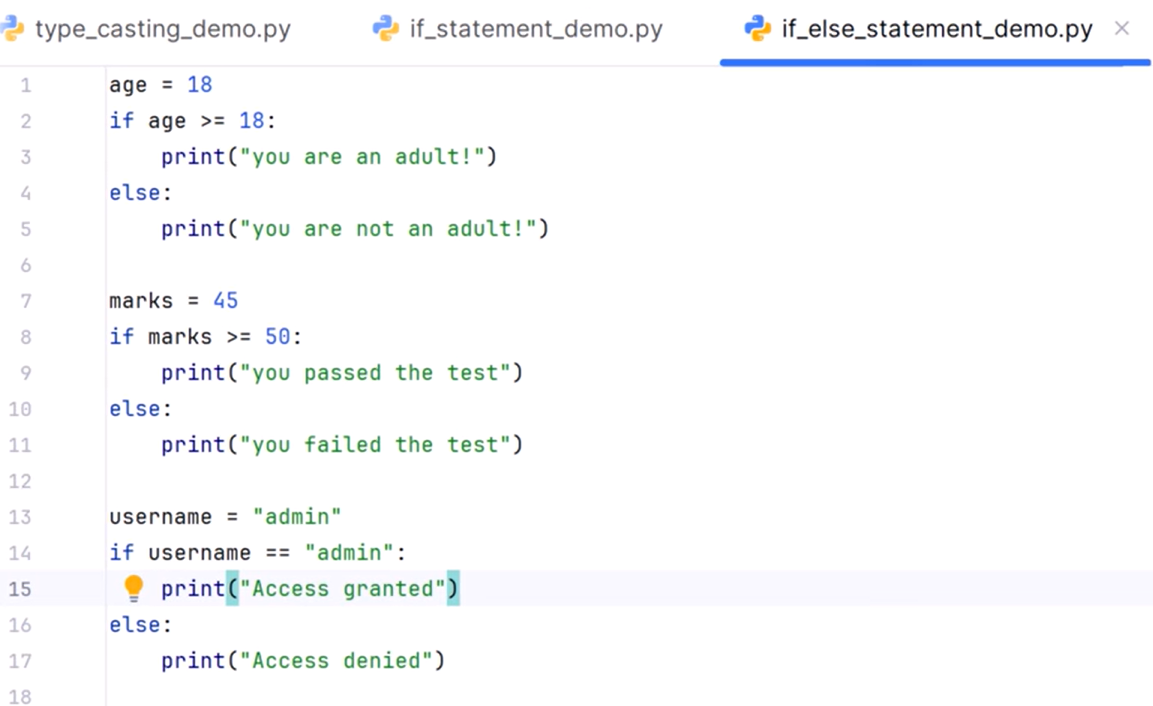 type_casting_demo.py if_statement_demo.py if_else_statement_demo.py
1 age = 18
2 if age >= 18:
3     print("you are an adult!")
4 else:
5     print("you are not an adult!")
6
7 marks = 45
8 if marks >= 50:
9     print("you passed the test")
10 else:
11     print("you failed the test")
12
13 username = "admin"
14 if username == "admin":
15     print("Access granted")
16 else:
17     print("Access denied")
18